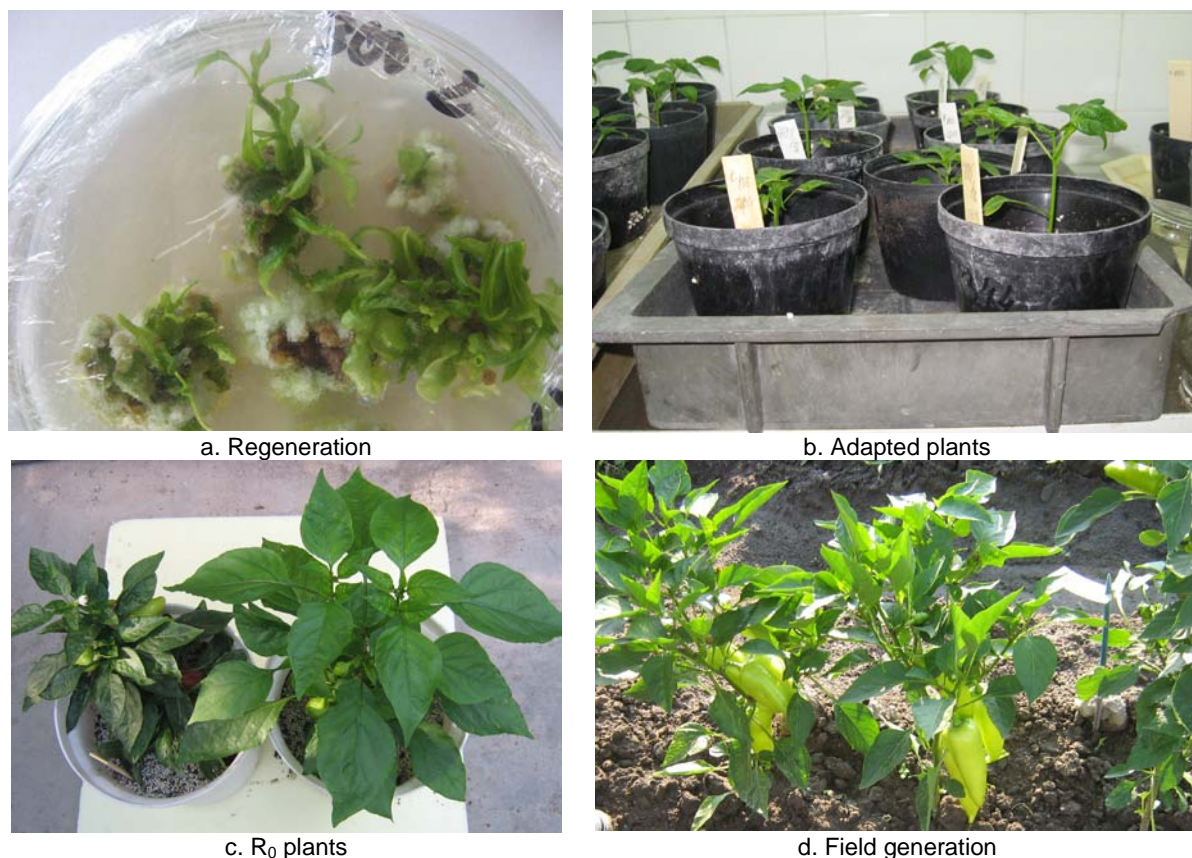 a. Regeneration
b. Adapted plants
c. R₀ plants
d. Field generation